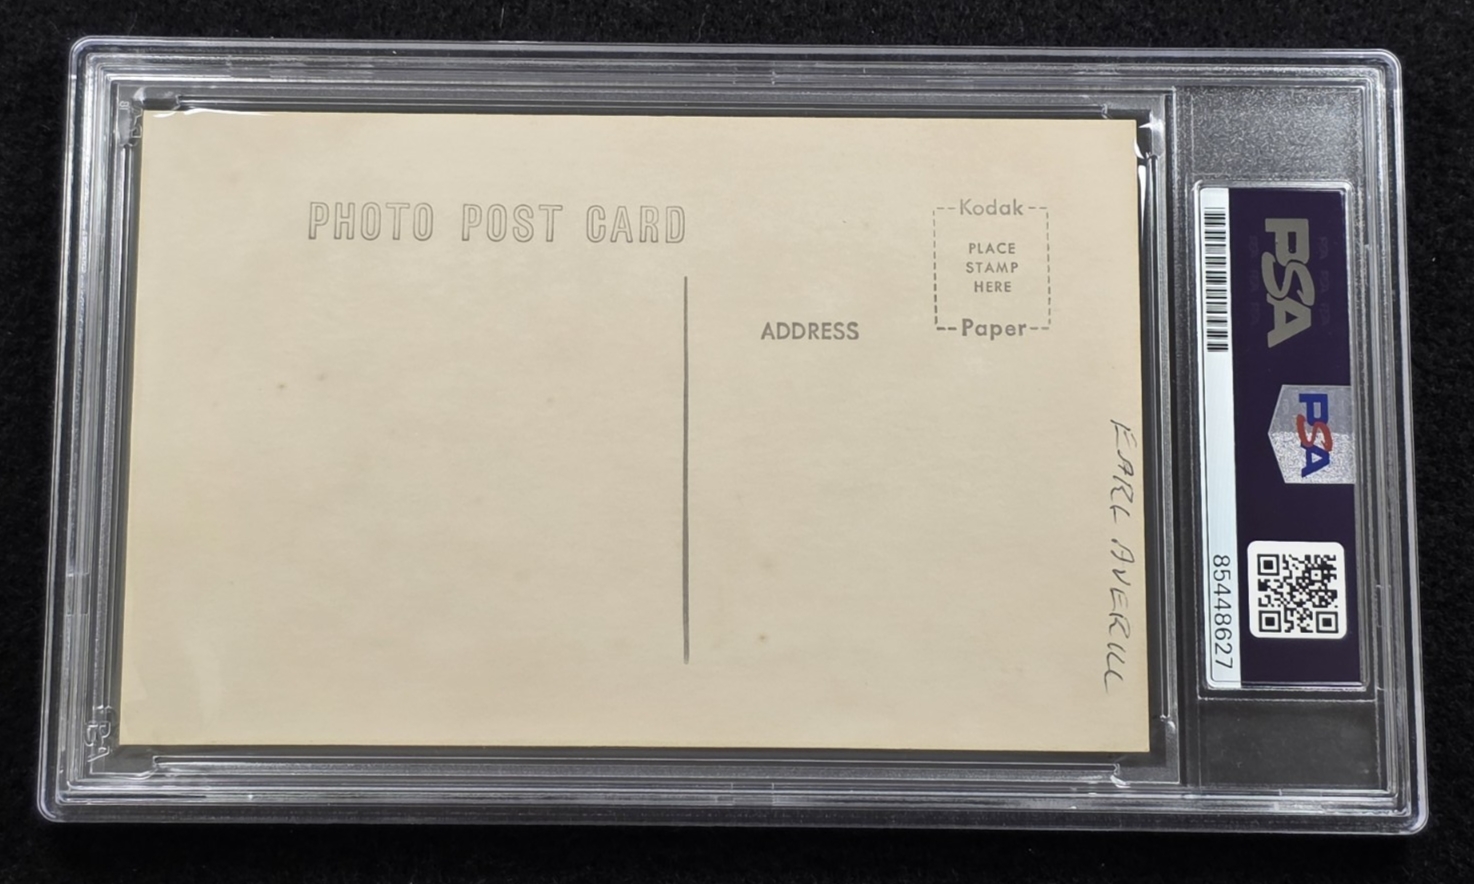 PHOTO POST CARD
Kodak
PLACE
STAMP
HERE
Paper
ADDRESS
EARL AVERILL
PSA
PSA
85448627